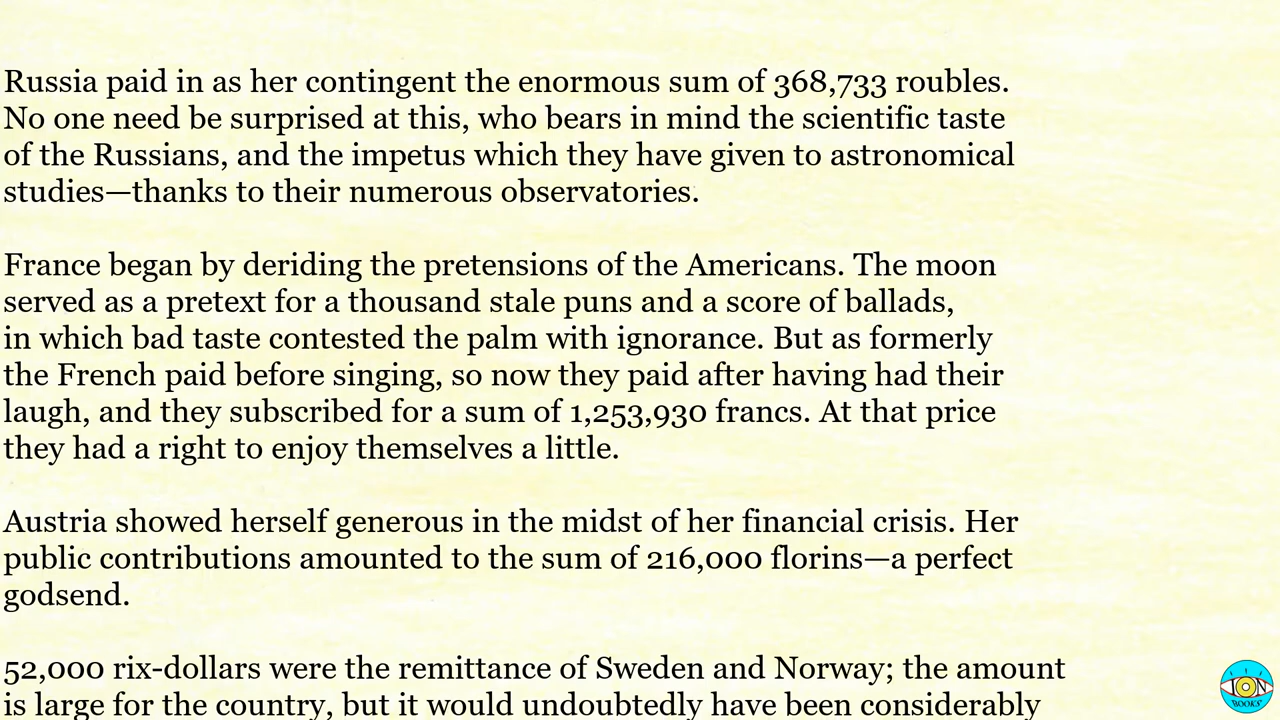 Russia paid in as her contingent the enormous sum of 368,733 roubles.
No one need be surprised at this, who bears in mind the scientific taste
of the Russians, and the impetus which they have given to astronomical
studies—thanks to their numerous observatories.
France began by deriding the pretensions of the Americans. The moon
served as a pretext for a thousand stale puns and a score of ballads,
in which bad taste contested the palm with ignorance. But as formerly
the French paid before singing, so now they paid after having had their
laugh, and they subscribed for a sum of 1,253,930 francs. At that price
they had a right to enjoy themselves a little.
Austria showed herself generous in the midst of her financial crisis. Her
public contributions amounted to the sum of 216,000 florins—a perfect
godsend.
52,000 rix-dollars were the remittance of Sweden and Norway; the amount
is large for the country, but it would undoubtedly have been considerably
ION
BOOKS